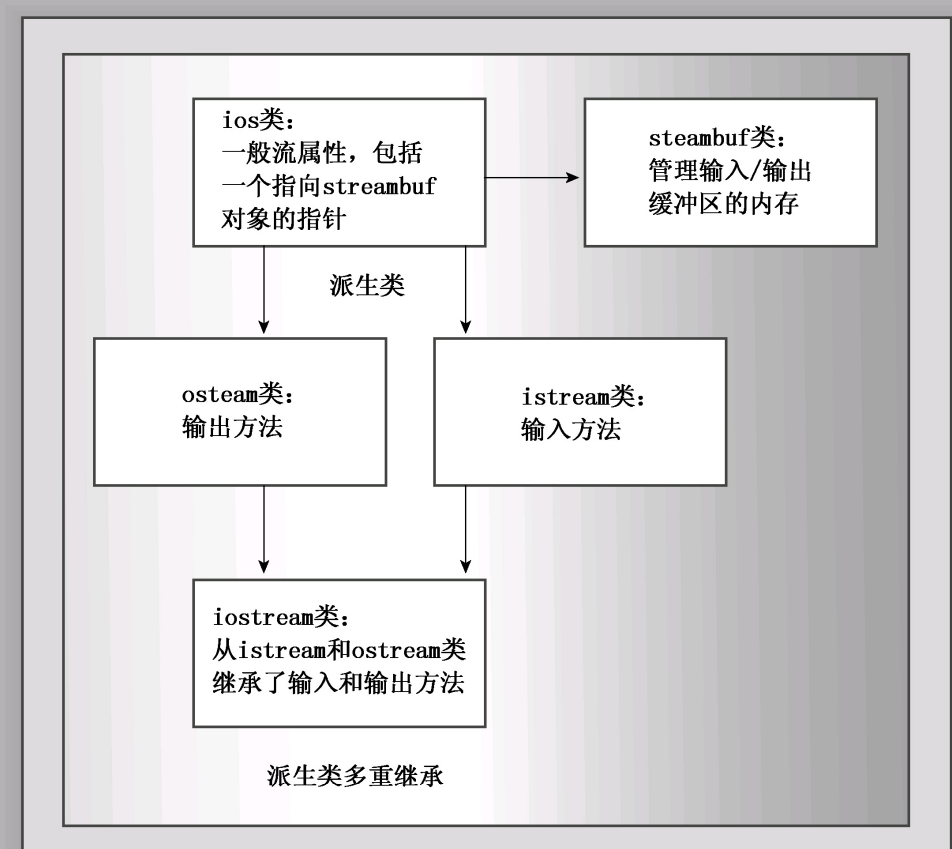 ios类：
一般流属性，包括
一个指向streambuf
对象的指针
steambuf类：
管理输入/输出
缓冲区的内存
派生类
osteam类：
输出方法
istream类：
输入方法
iostream类：
从istream和ostream类
继承了输入和输出方法
派生类多重继承